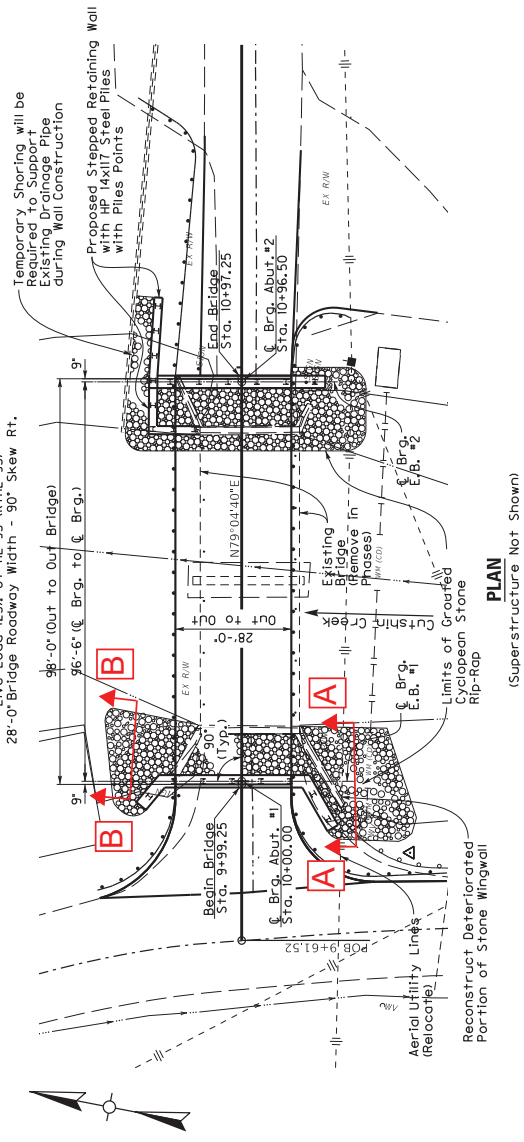 28'-0" Bridge Roadway Width - 90° Skew Rt.
98'-0" (Out to Out Bridge)
96'-6" (℄ Brg. to ℄ Brg.)
9"
9"
Temporary Shoring will be
Required to Support
Existing Drainage Pipe
during Wall Construction
Proposed Stepped Retaining Wall
with HP 14x117 Steel Piles
with Piles Points
B
B
EX R/W
EX R/W
EX R/W
90°
(Typ.)
28'-0"
Out to Out
N79°04'40"E
Begin Bridge
Sta. 9+99.25
℄ Brg. Abut. #1
Sta. 10+00.00
End Bridge
Sta. 10+97.25
℄ Brg. Abut. #2
Sta. 10+96.50
POB 9+61.52
Existing
Bridge
(Remove in
Phases)
Cutshin Creek
A
A
℄ Brg.
E.B. #1
℄ Brg.
E.B. #2
WM (CD)
Aerial Utility Lines
(Relocate)
Reconstruct Deteriorated
Portion of Stone Wingwall
Limits of Grouted
Cyclopean Stone
Rip-Rap
PLAN
(Superstructure Not Shown)